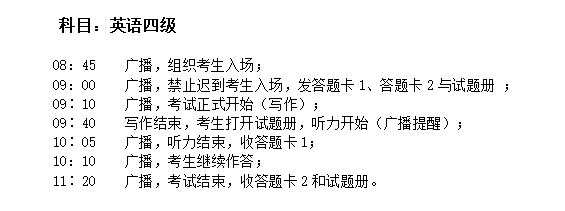 科目：英语四级
08：45 广播，组织考生入场；
09：00 广播，禁止迟到考生入场，发答题卡1、答题卡2与试题册 ；
09：10 广播，考试正式开始（写作）；
09：40 写作结束，考生打开试题册，听力开始（广播提醒）；
10：05 广播，听力结束，收答题卡1；
10：10 广播，考生继续作答；
11：20 广播，考试结束，收答题卡2和试题册。